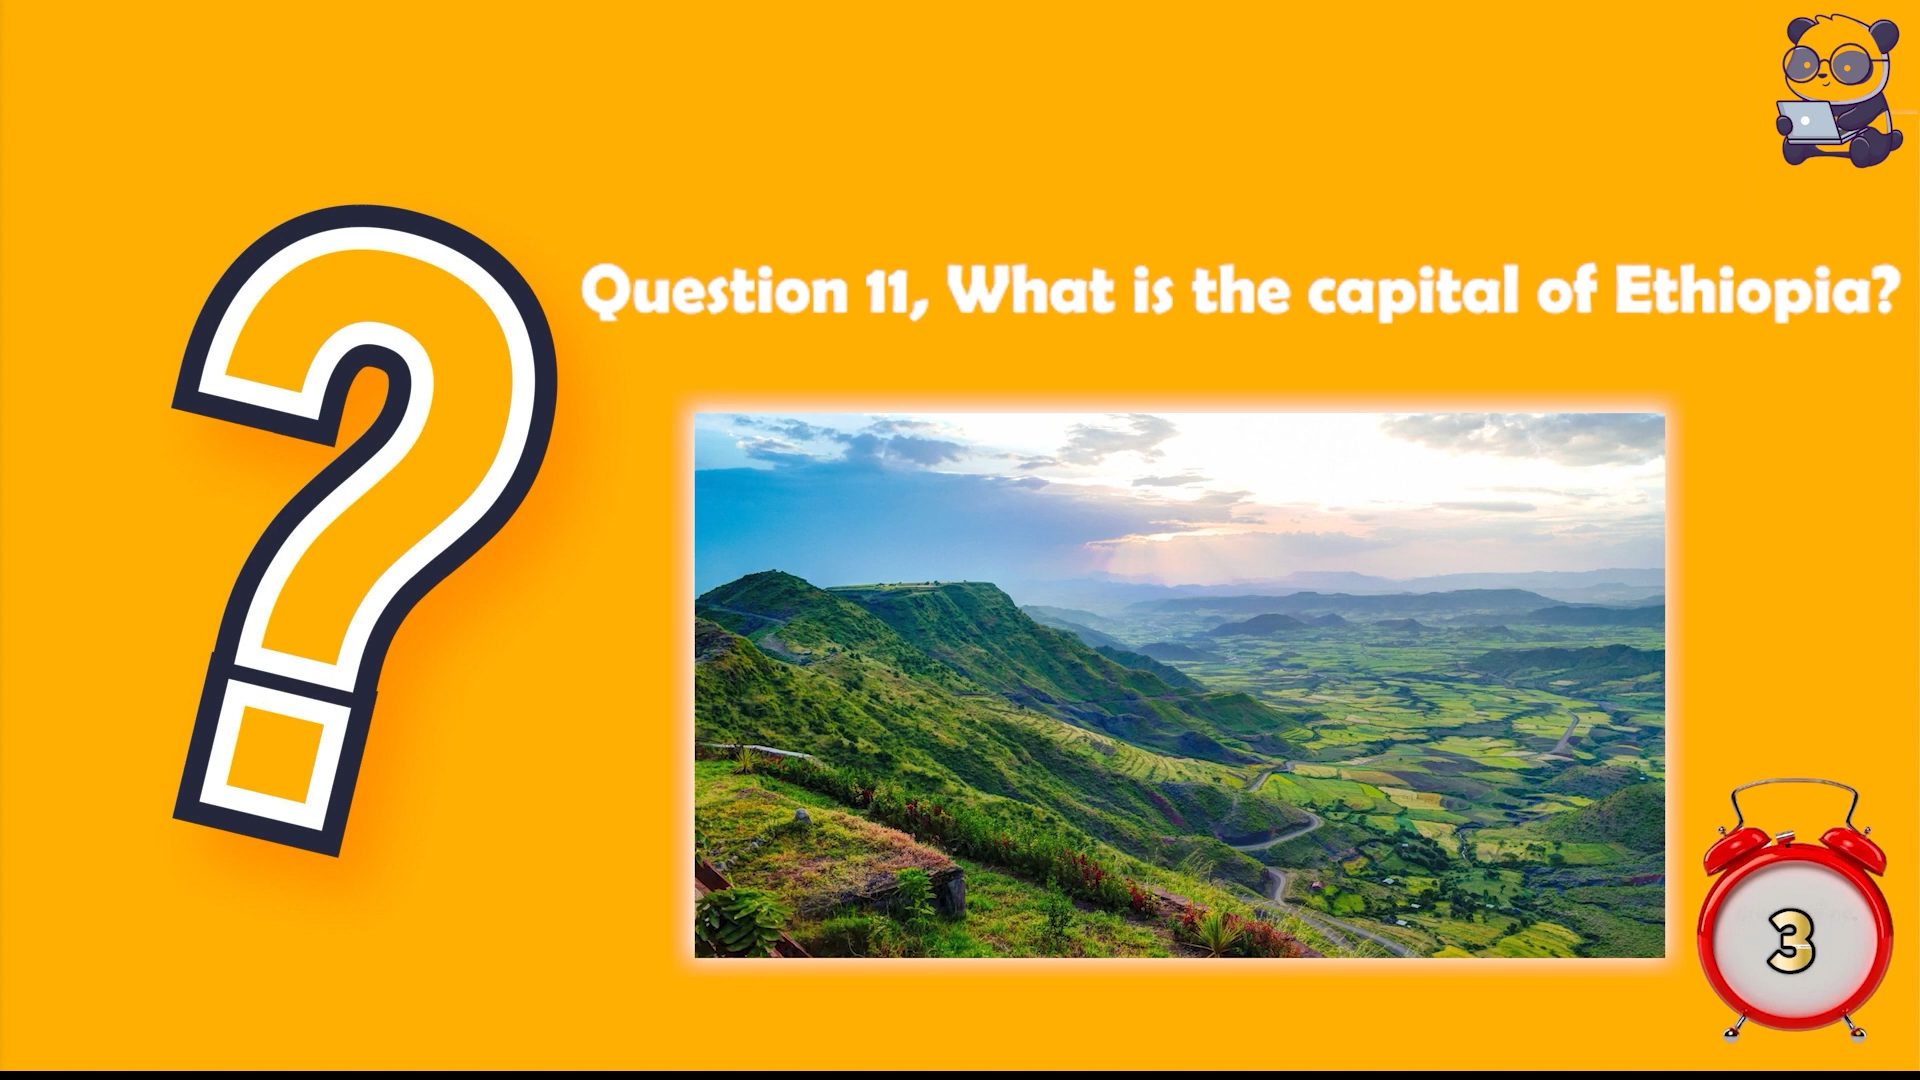 Question 11, What is the capital of Ethiopia?
3